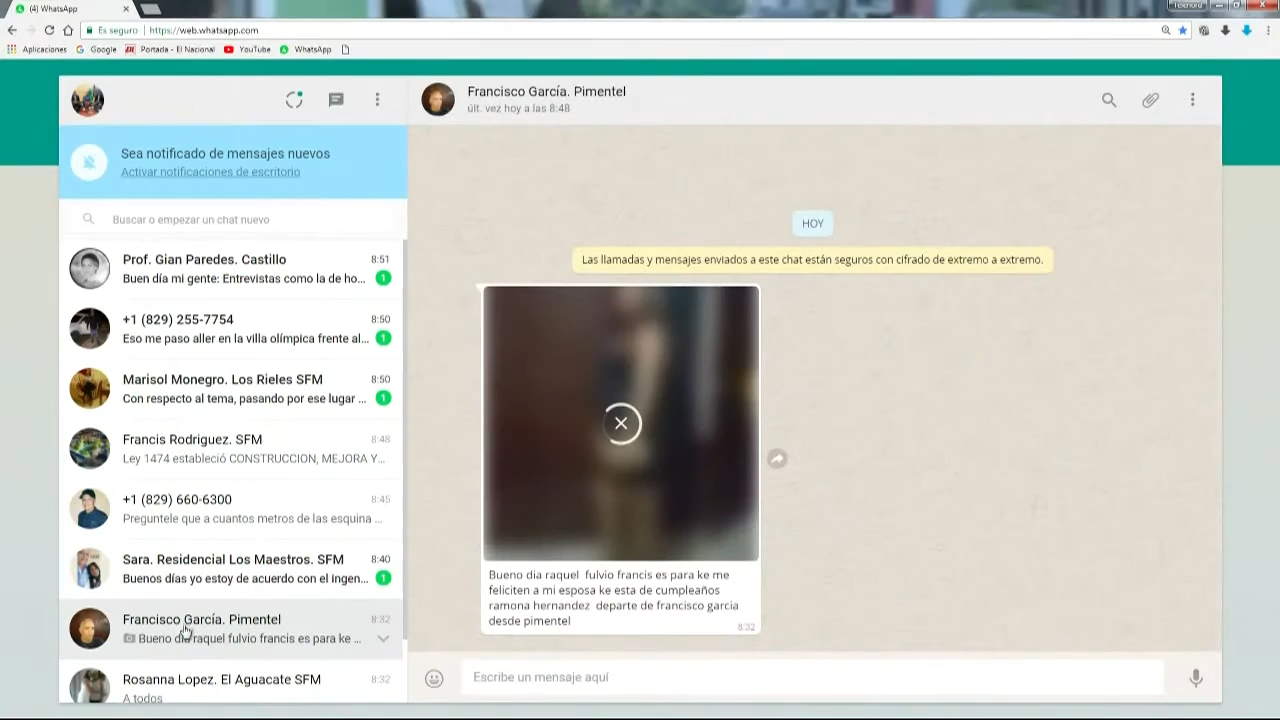 (4) WhatsApp
Telenord
Es seguro | https://web.whatsapp.com
Aplicaciones Google Portada - El Nacional YouTube WhatsApp
Francisco García. Pimentel
últ. vez hoy a las 8:48
Sea notificado de mensajes nuevos
Activar notificaciones de escritorio
Buscar o empezar un chat nuevo
Prof. Gian Paredes. Castillo 8:51
Buen día mi gente: Entrevistas como la de ho... 1
+1 (829) 255-7754 8:50
Eso me paso aller en la villa olímpica frente al... 1
Marisol Monegro. Los Rieles SFM 8:50
Con respecto al tema, pasando por ese lugar ... 1
Francis Rodriguez. SFM 8:48
Ley 1474 estableció CONSTRUCCION, MEJORA Y...
+1 (829) 660-6300 8:45
Preguntele que a cuantos metros de las esquina ...
Sara. Residencial Los Maestros. SFM 8:40
Buenos días yo estoy de acuerdo con el ingen... 1
Francisco García. Pimentel 8:32
Bueno dia raquel fulvio francis es para ke ...
Rosanna Lopez. El Aguacate SFM 8:32
A todos
HOY
Las llamadas y mensajes enviados a este chat están seguros con cifrado de extremo a extremo.
Bueno dia raquel fulvio francis es para ke me
feliciten a mi esposa ke esta de cumpleaños
ramona hernandez departe de francisco garcia
desde pimentel
8:32
Escribe un mensaje aquí